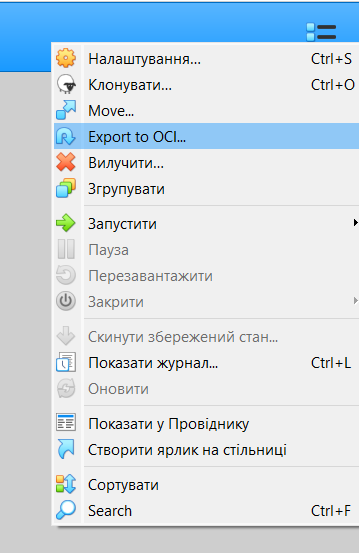 Налаштування... Ctrl+S
Клонувати... Ctrl+O
Move...
Export to OCI...
Вилучити...
Згрупувати
Запустити
Пауза
Перезавантажити
Закрити
Скинути збережений стан...
Показати журнал... Ctrl+L
Оновити
Показати у Провіднику
Створити ярлик на стільниці
Сортувати
Search Ctrl+F